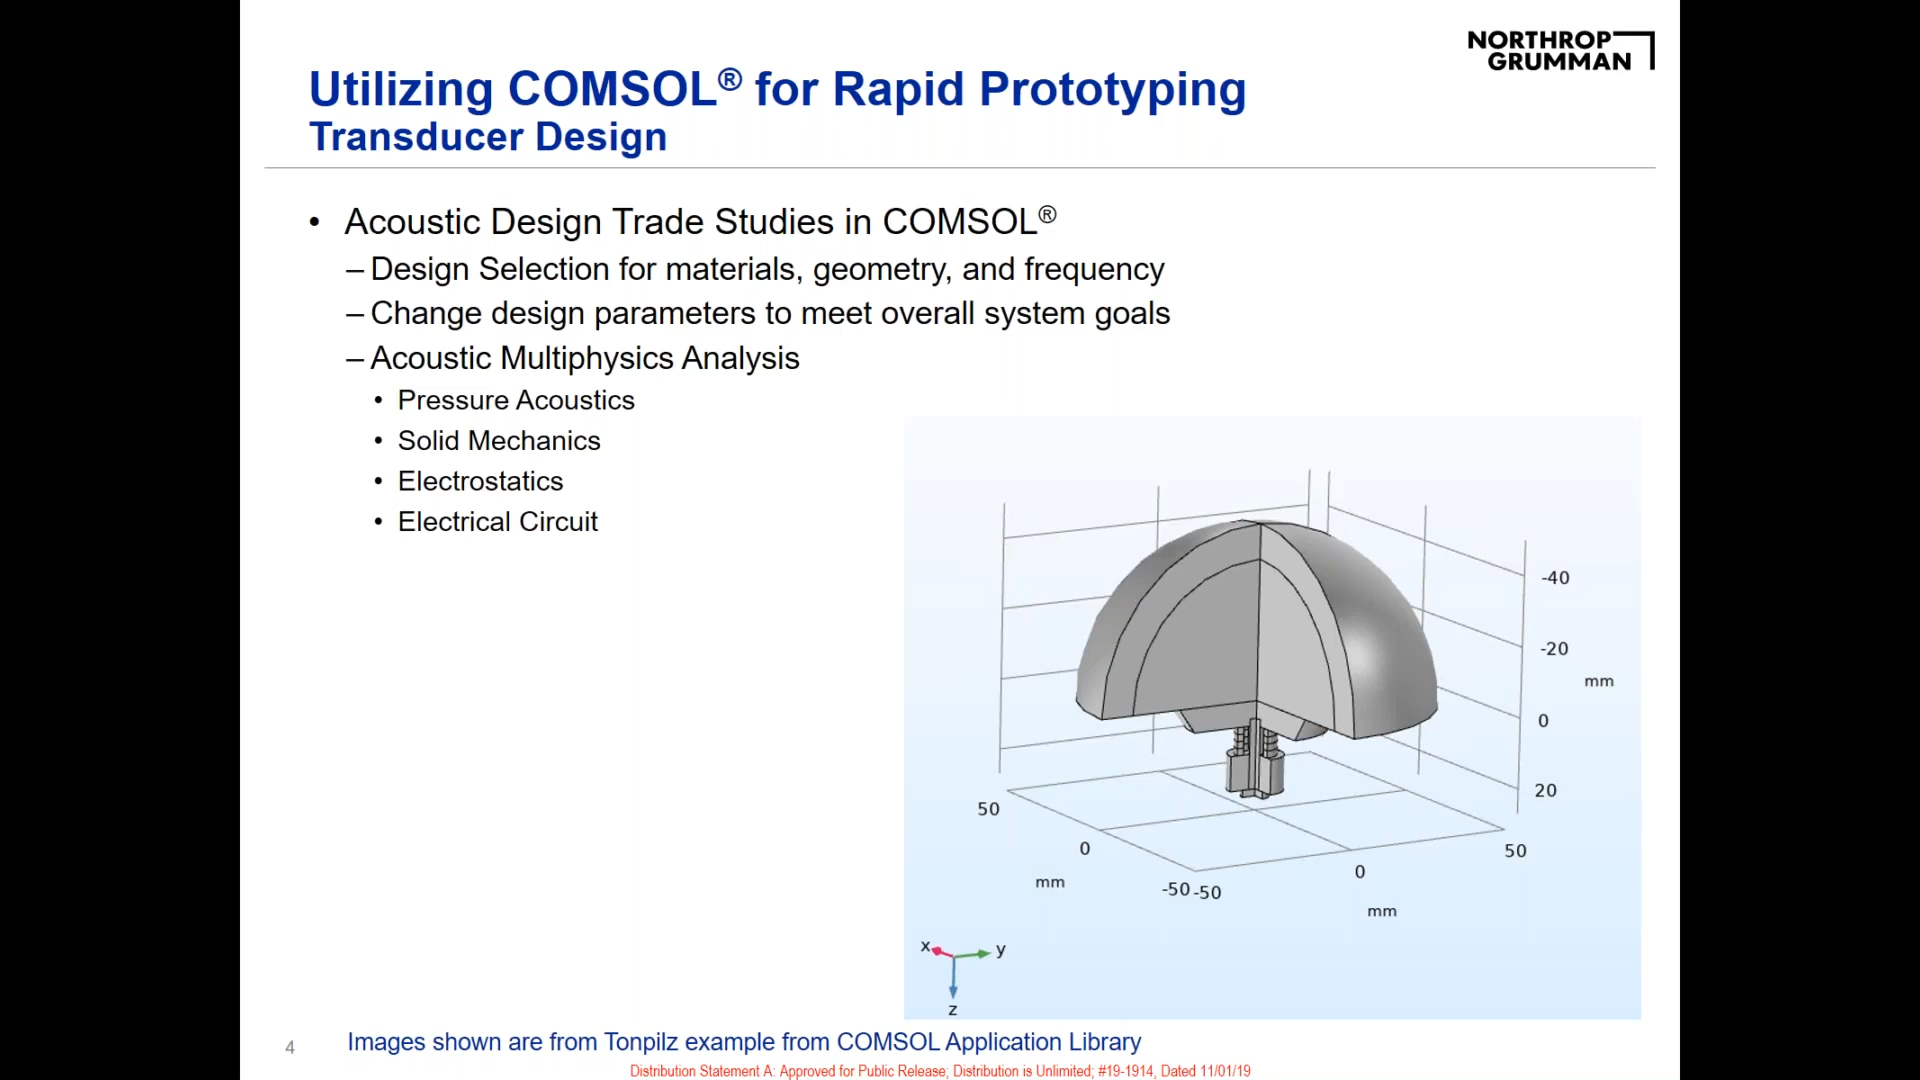 NORTHROP
GRUMMAN
Utilizing COMSOL® for Rapid Prototyping
Transducer Design
• Acoustic Design Trade Studies in COMSOL®
– Design Selection for materials, geometry, and frequency
– Change design parameters to meet overall system goals
– Acoustic Multiphysics Analysis
• Pressure Acoustics
• Solid Mechanics
• Electrostatics
• Electrical Circuit
-40
-20
mm
0
20
50
0
mm
-50
-50
0
mm
50
x
y
z
4
Images shown are from Tonpilz example from COMSOL Application Library
Distribution Statement A: Approved for Public Release; Distribution is Unlimited; #19-1914, Dated 11/01/19